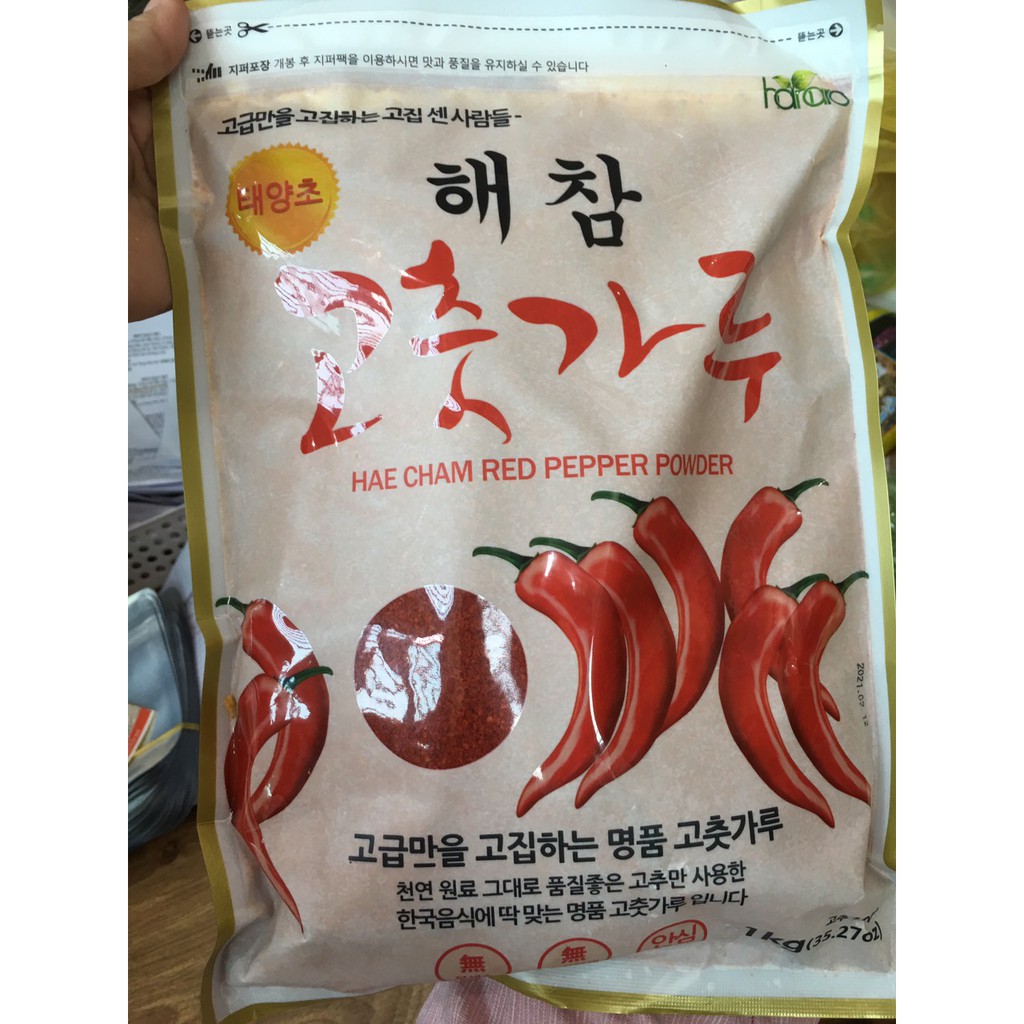 뜯는곳
뜯는곳
지퍼포장 개봉 후 지퍼팩을 이용하시면 맛과 품질을 유지하실 수 있습니다
고급만을 고집하는 고집 센 사람들-
태양초
해참
고춧가루
HAE CHAM RED PEPPER POWDER
고급만을 고집하는 명품 고춧가루
천연 원료 그대로 품질좋은 고추만 사용한
한국음식에 딱 맞는 명품 고춧가루 입니다
1kg(35.27oz)
無
無
안심